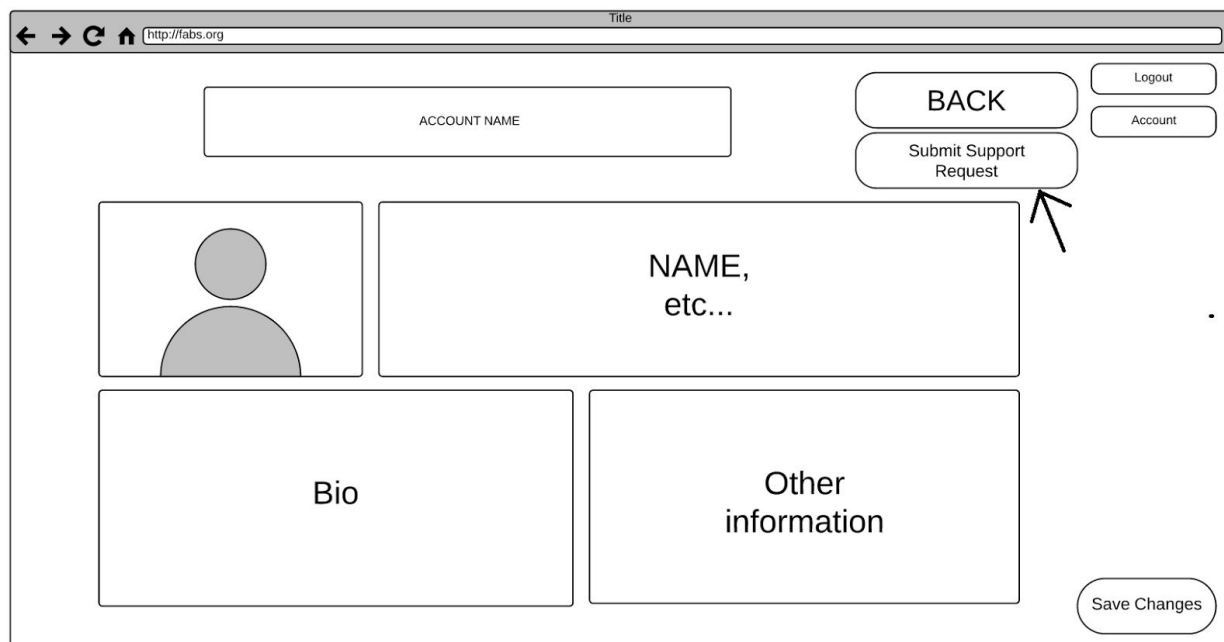 Title
http://fabs.org
Logout
BACK
ACCOUNT NAME
Account
Submit Support
Request
NAME,
etc...
Bio
Other
information
Save Changes